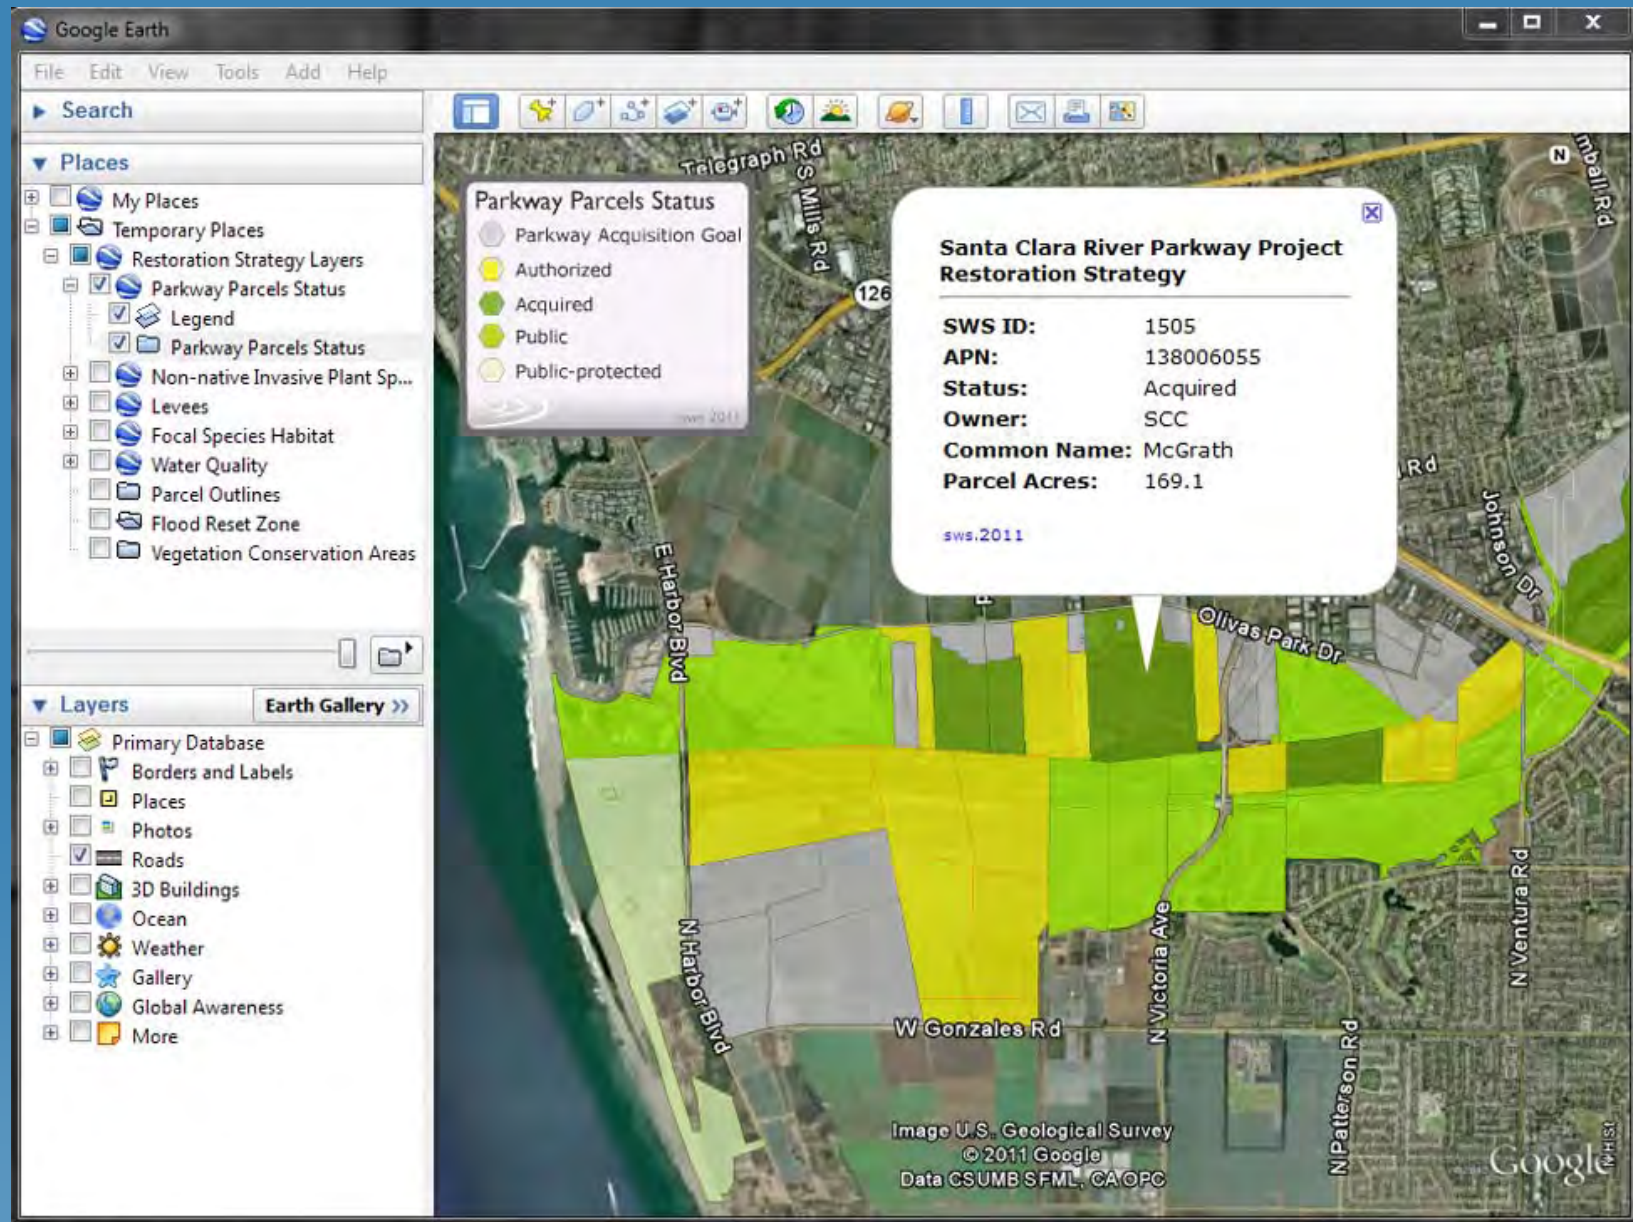 Google Earth
File Edit View Tools Add Help
Search
Places
My Places
Temporary Places
Restoration Strategy Layers
Parkway Parcels Status
Legend
Parkway Parcels Status
Non-native Invasive Plant Sp...
Levees
Focal Species Habitat
Water Quality
Parcel Outlines
Flood Reset Zone
Vegetation Conservation Areas
Layers
Earth Gallery >>
Primary Database
Borders and Labels
Places
Photos
Roads
3D Buildings
Ocean
Weather
Gallery
Global Awareness
More
Parkway Parcels Status
Parkway Acquisition Goal
Authorized
Acquired
Public
Public-protected
sws 2011
Santa Clara River Parkway Project
Restoration Strategy
SWS ID: 1505
APN: 138006055
Status: Acquired
Owner: SCC
Common Name: McGrath
Parcel Acres: 169.1
sws.2011
Telegraph Rd
S Mills Rd
126
N
Rd
Johnson Dr
E Harbor Blvd
Olivas Park Dr
N Harbor Blvd
W Gonzales Rd
N Victoria Ave
N Ventura Rd
N Patterson Rd
Image U.S. Geological Survey
© 2011 Google
Data CSUMB SFML, CA OPC
Google